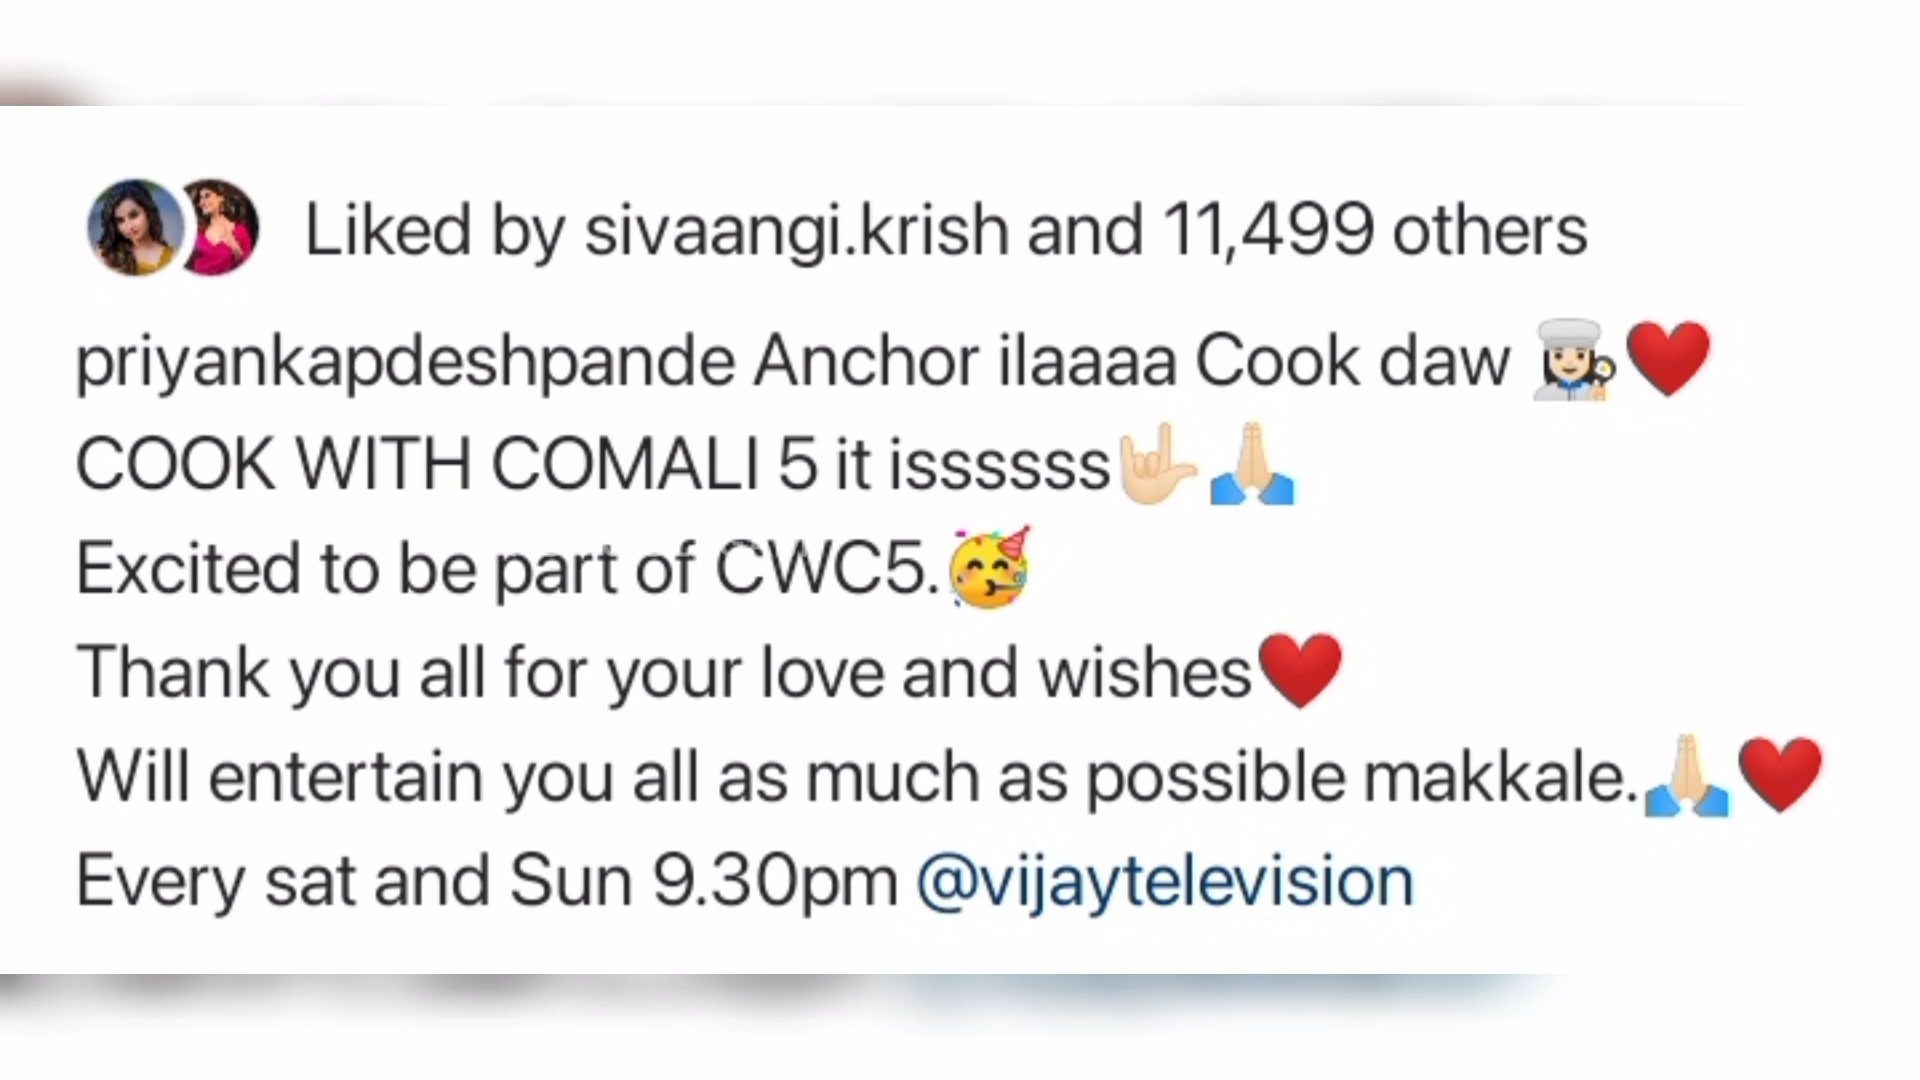 Liked by sivaangi.krish and 11,499 others
priyankapdeshpande Anchor ilaaaa Cook daw 👩🏻‍🍳❤️
COOK WITH COMALI 5 it issssss🤟🏻🙏🏻
Excited to be part of CWC5.🥳
Thank you all for your love and wishes❤️
Will entertain you all as much as possible makkale.🙏🏻❤️
Every sat and Sun 9.30pm @vijaytelevision